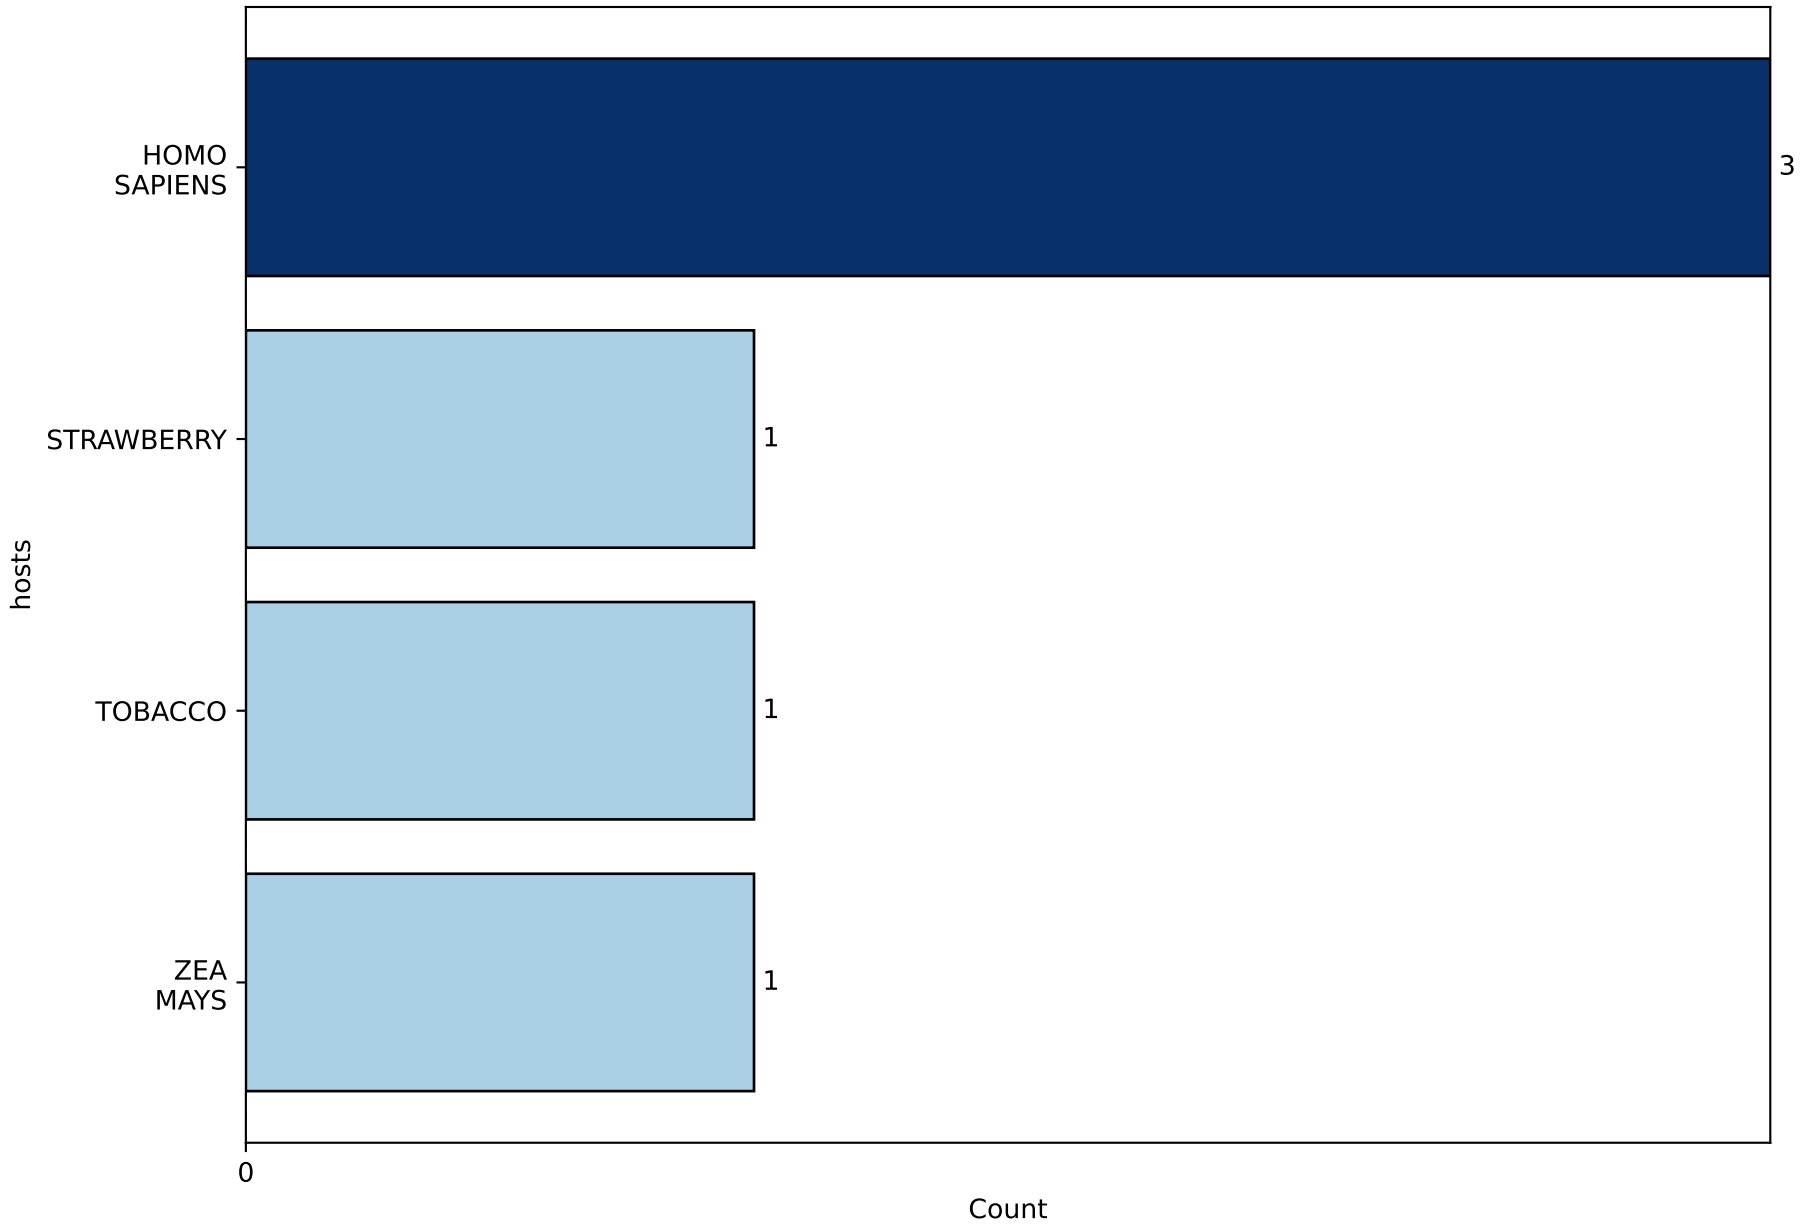 HOMO
SAPIENS
3
STRAWBERRY
1
hosts
TOBACCO
1
ZEA
MAYS
1
0
Count